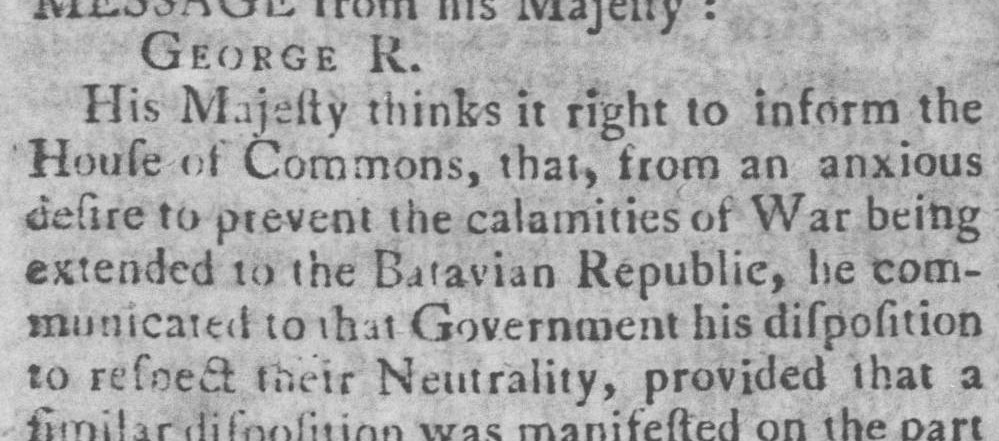 MESSAGE from his Majeſty :
GEORGE R.
His Majeſty thinks it right to inform the
Houſe of Commons, that, from an anxious
deſire to prevent the calamities of War being
extended to the Batavian Republic, he com-
municated to that Government his diſpoſition
to reſpect their Neutrality, provided that a
ſimilar diſpoſition was manifeſted on the part